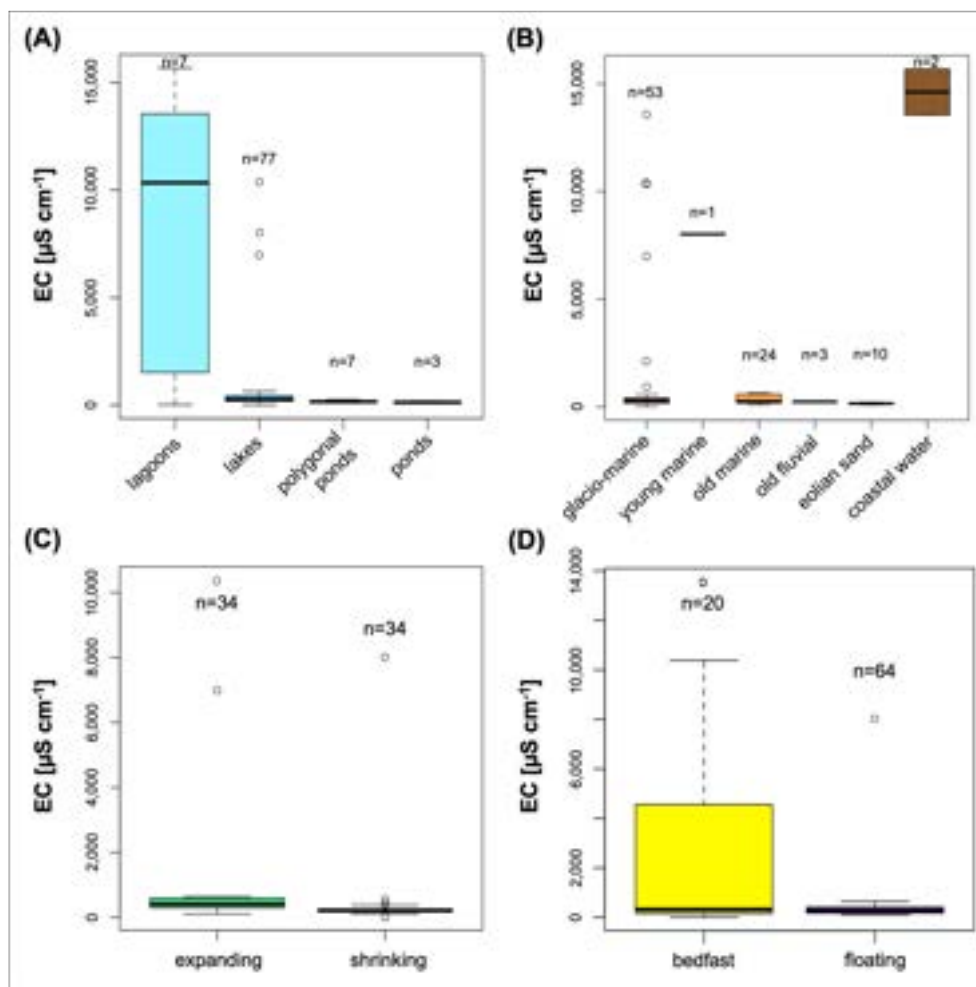 (A)
EC [µS cm-1]
15,000
10,000
5,000
0
n=7
n=77
n=7
n=3
lagoons
lakes
polygonal
ponds
ponds
(B)
EC [µS cm-1]
15,000
10,000
5,000
0
n=53
n=1
n=24
n=3
n=10
n=2
glacio-marine
young marine
old marine
old fluvial
eolian sand
coastal water
(C)
EC [µS cm-1]
10,000
8,000
6,000
4,000
2,000
0
n=34
n=34
expanding
shrinking
(D)
EC [µS cm-1]
14,000
10,000
6,000
2,000
0
n=20
n=64
bedfast
floating